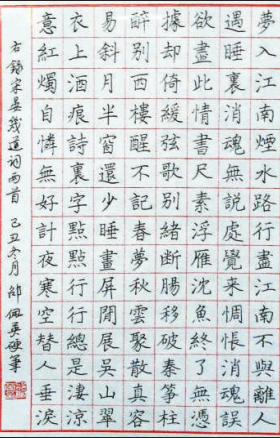 夢入江南煙水路行盡江南不與離人
遇睡裏消魂無說處覺來惆悵消魂誤
欲盡此情書尺素浮雁沈魚終了無憑
據却倚緩弦歌別緒斷腸移破秦箏柱
醉別西樓醒不記春夢秋雲聚散真容
易斜月半窗還少睡畫屏閒展吳山翠
衣上酒痕詩裏字點點行行總是淒涼
意紅燭自憐無好計夜寒空替人垂淚
右錄宋晏幾道詞兩首 己丑冬月 硬筆